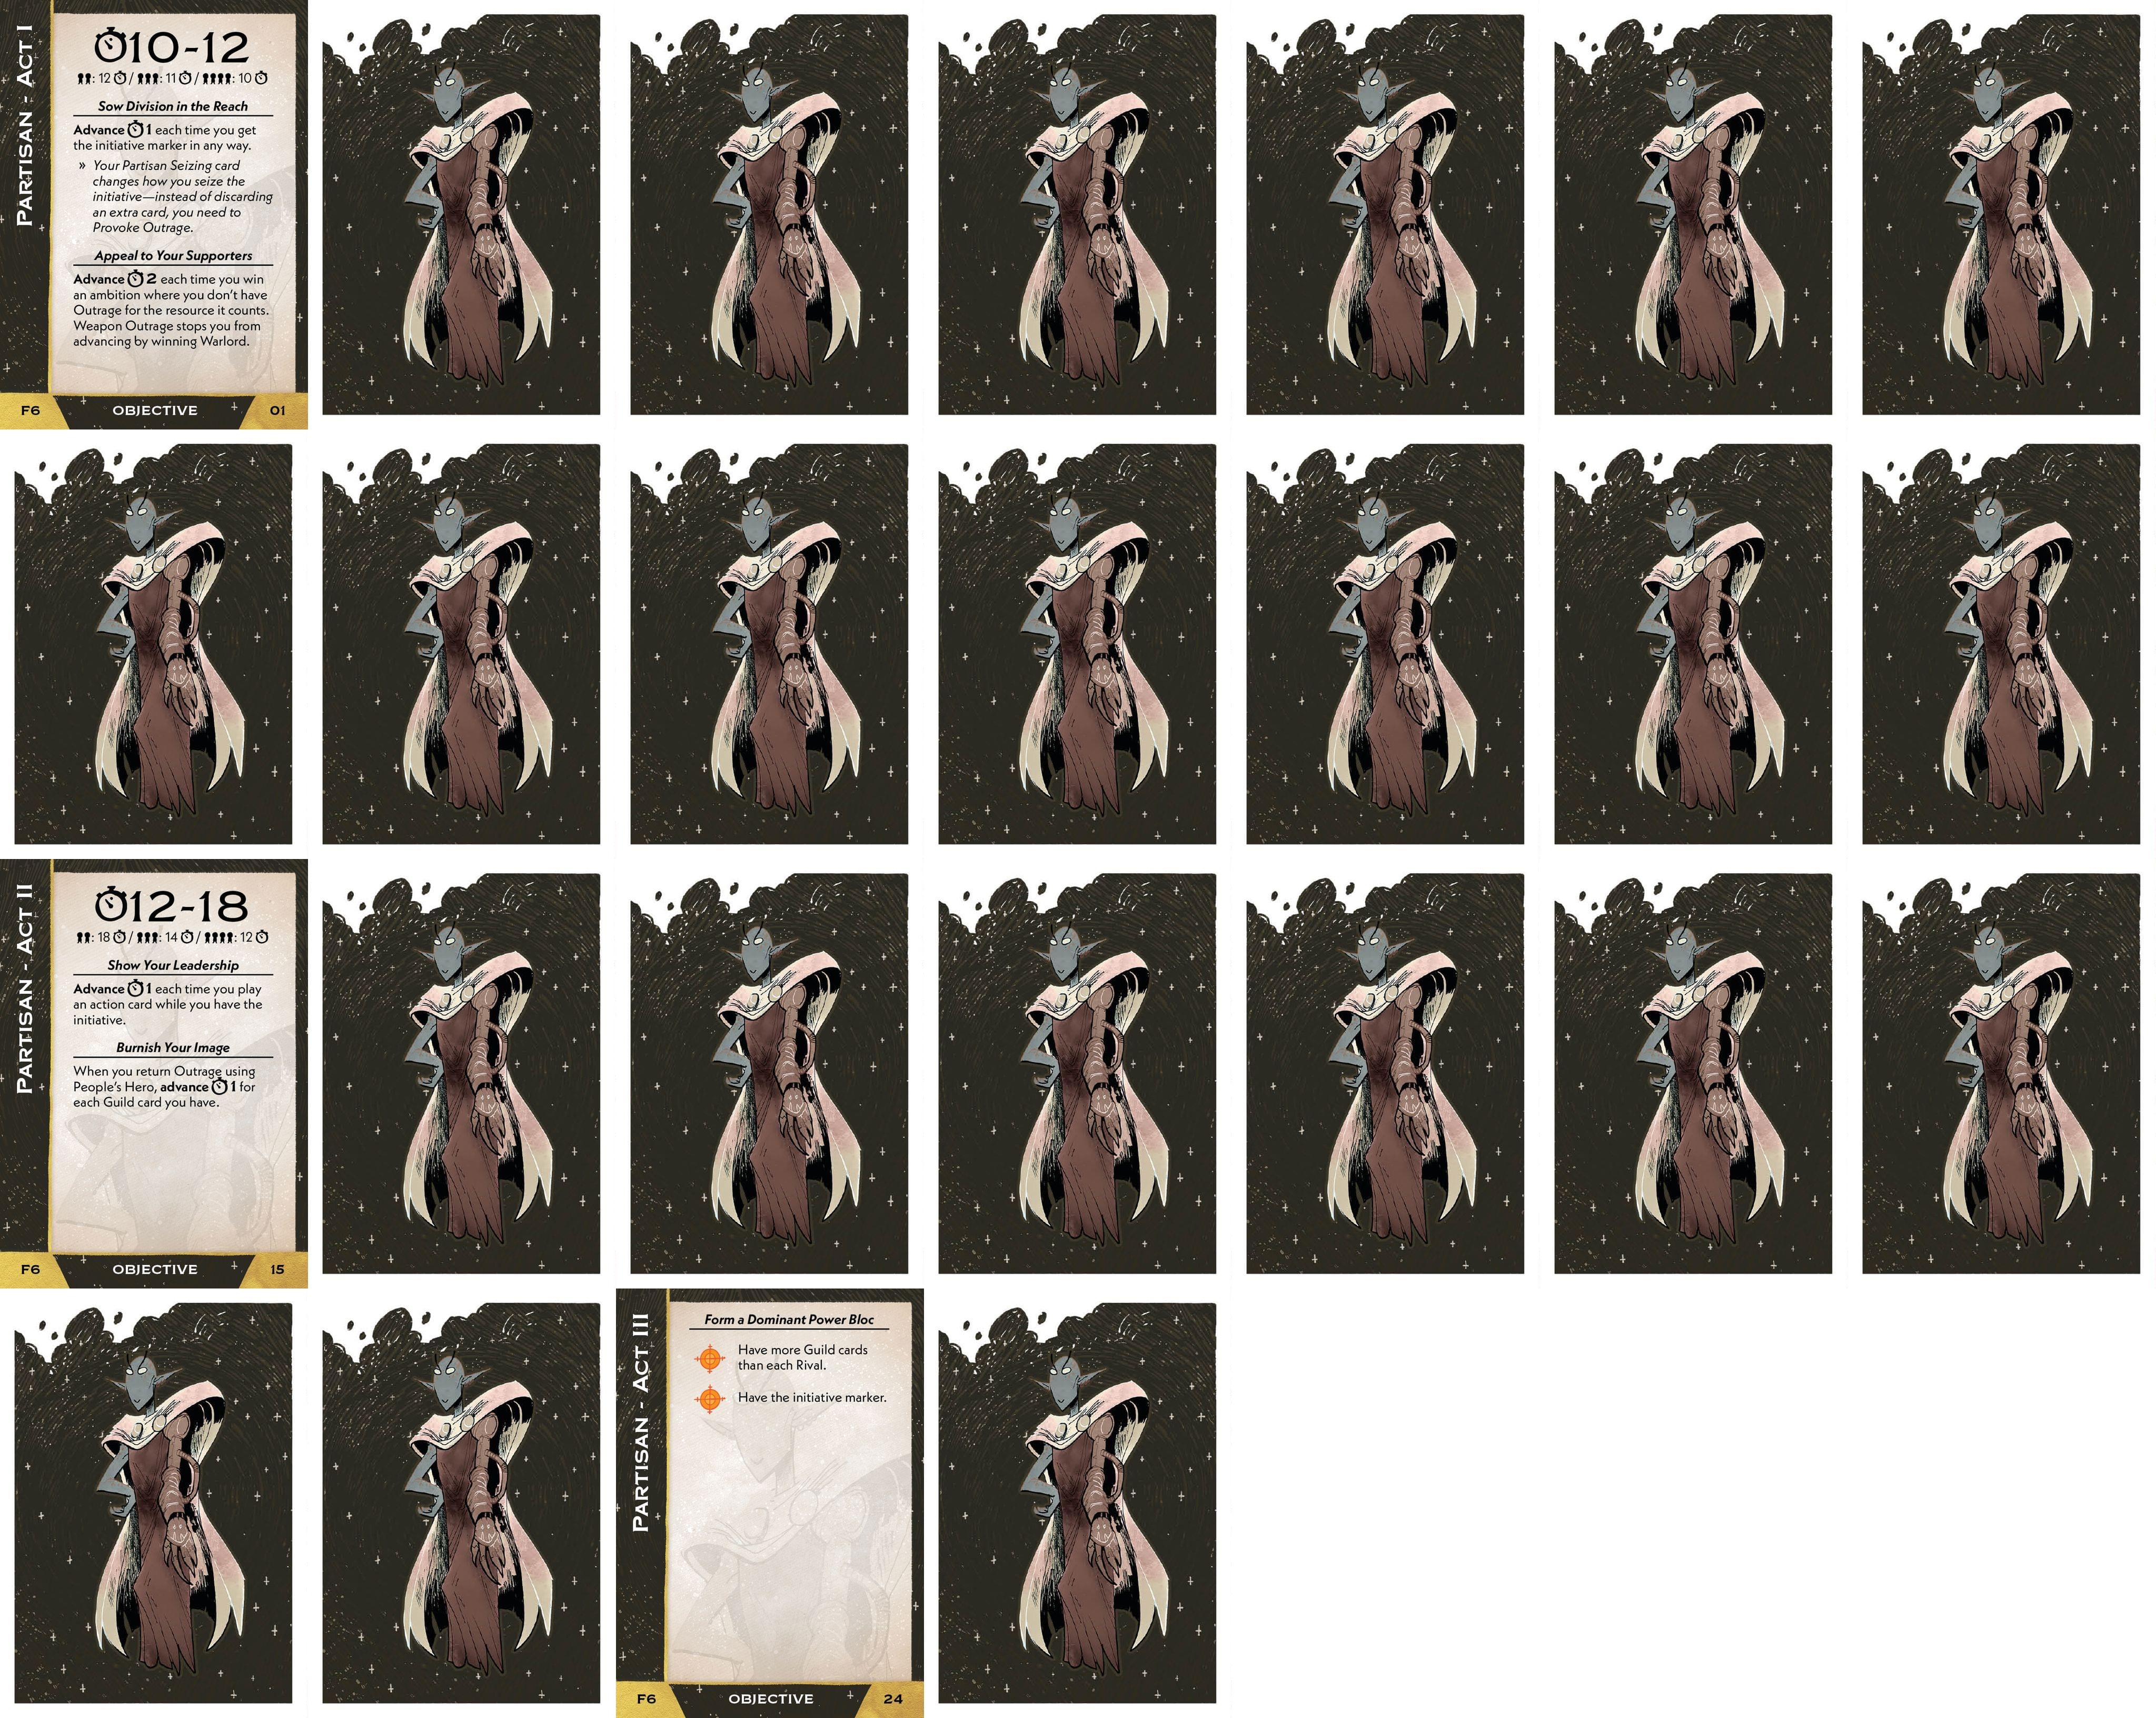 PARTISAN - ACT I
10-12
: 12 / : 11 / : 10
Sow Division in the Reach
Advance 1 each time you get
the initiative marker in any way.
» Your Partisan Seizing card
changes how you seize the
initiative—instead of discarding
an extra card, you need to
Provoke Outrage.
Appeal to Your Supporters
Advance 2 each time you win
an ambition where you don't have
Outrage for the resource it counts.
Weapon Outrage stops you from
advancing by winning Warlord.
F6 OBJECTIVE 01
PARTISAN - ACT II
12-18
: 18 / : 14 / : 12
Show Your Leadership
Advance 1 each time you play
an action card while you have the
initiative.
Burnish Your Image
When you return Outrage using
People's Hero, advance 1 for
each Guild card you have.
F6 OBJECTIVE 15
PARTISAN - ACT III
Form a Dominant Power Bloc
Have more Guild cards
than each Rival.
Have the initiative marker.
F6 OBJECTIVE 24